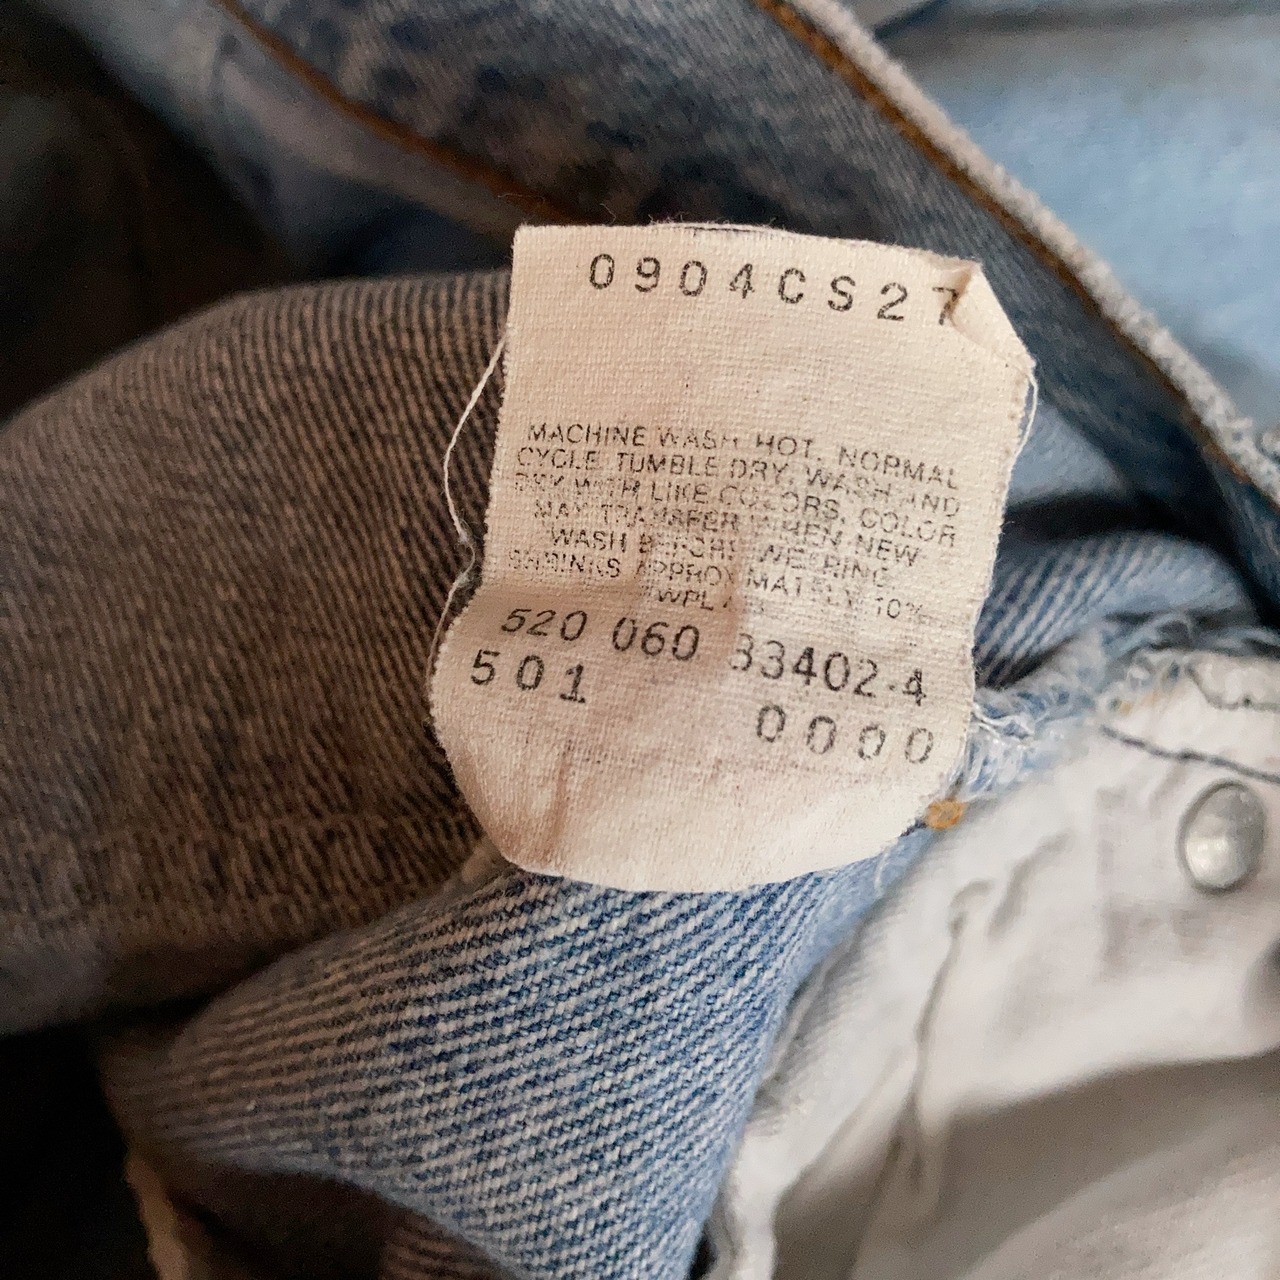 0904CS27
MACHINE WASH HOT, NORMAL
CYCLE. TUMBLE DRY. WASH AND
DRY WITH LIKE COLORS. COLOR
MAY TRANSFER WHEN NEW
WASH BEFORE WEARING
SHRINKS APPROXIMATELY 10%
520 060 33402-4
501
0000